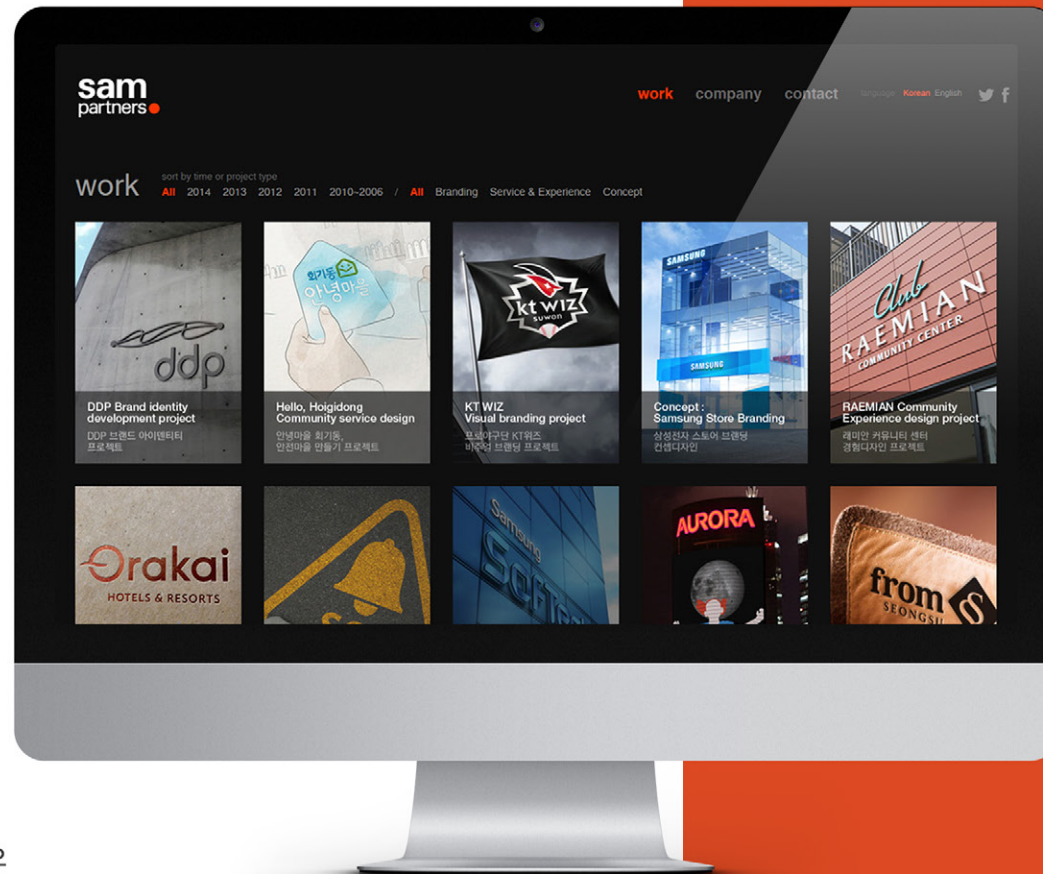 sam
partners
work company contact language Korean English
work
sort by time or project type
All 2014 2013 2012 2011 2010~2006 / All Branding Service & Experience Concept
ddp
DDP Brand identity
development project
DDP 브랜드 아이덴티티
프로젝트
회기동
안녕마을
Hello, Hoigidong
Community service design
안녕마을 회기동,
안전마을 만들기 프로젝트
kt wiz
suwon
KT WIZ
Visual branding project
프로야구단 KT위즈
비주얼 브랜딩 프로젝트
SAMSUNG
SAMSUNG
Concept :
Samsung Store Branding
삼성전자 스토어 브랜딩
컨셉디자인
Club
RAEMIAN
COMMUNITY CENTER
RAEMIAN Community
Experience design project
래미안 커뮤니티 센터
경험디자인 프로젝트
Orakai
HOTELS & RESORTS
Samsung
AURORA
from S
SEONGSU